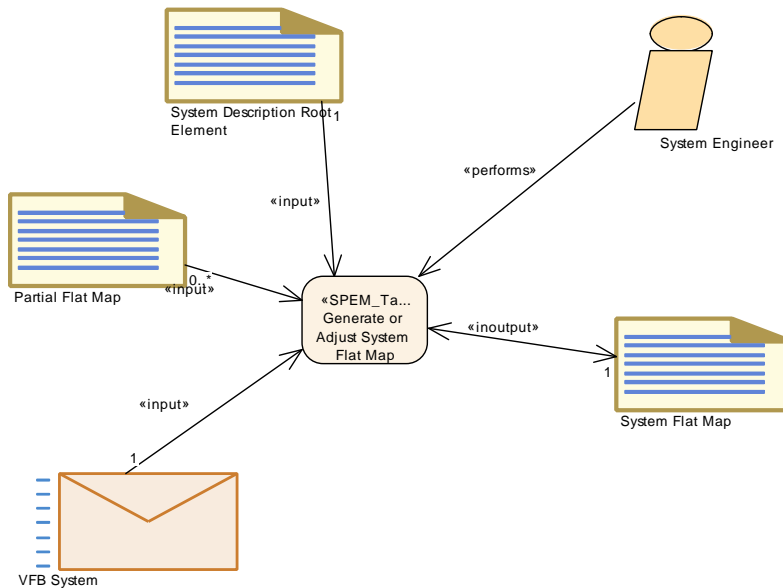 System Description Root
Element
1
System Engineer
«performs»
«input»
Partial Flat Map
0..*
«input»
«SPEM_Ta...
Generate or
Adjust System
Flat Map
«inoutput»
1
System Flat Map
«input»
1
VFB System